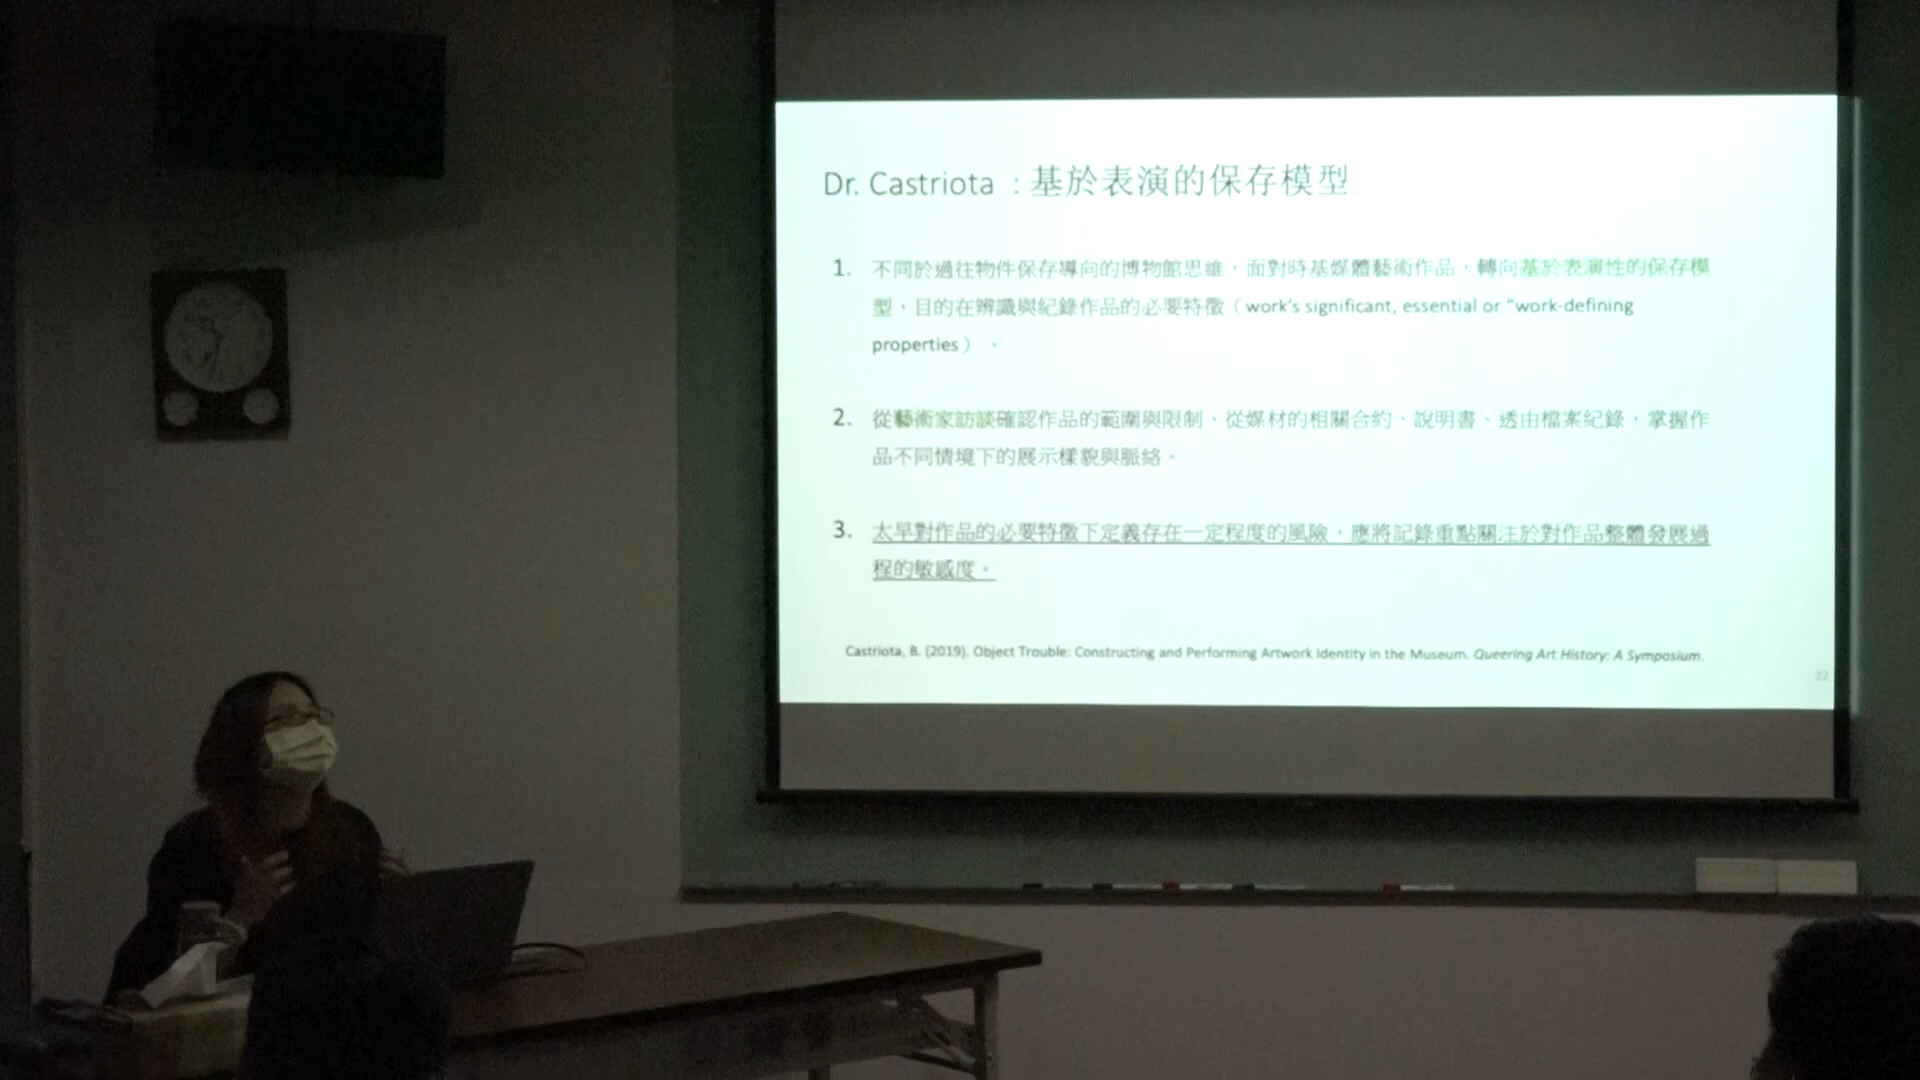 Dr. Castriota ：基於表演的保存模型
1. 不同於過往物件保存導向的博物館思維，面對時基媒體藝術作品，轉向基於表演性的保存模
型，目的在辨識與紀錄作品的必要特徵（work's significant, essential or “work-defining
properties） 。
2. 從藝術家訪談確認作品的範圍與限制、從媒材的相關合約、說明書、透由檔案紀錄，掌握作
品不同情境下的展示樣貌與脈絡。
3. 太早對作品的必要特徵下定義存在一定程度的風險，應將記錄重點關注於對作品整體發展過
程的敏感度。
Castriota, B. (2019). Object Trouble: Constructing and Performing Artwork Identity in the Museum. Queering Art History: A Symposium.
22